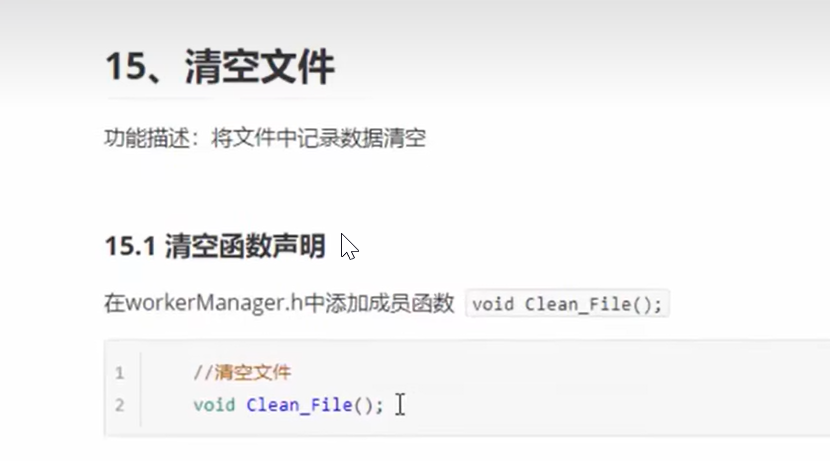 15、清空文件
功能描述：将文件中记录数据清空
15.1 清空函数声明
在workerManager.h中添加成员函数 void Clean_File();
1 //清空文件
2 void Clean_File();